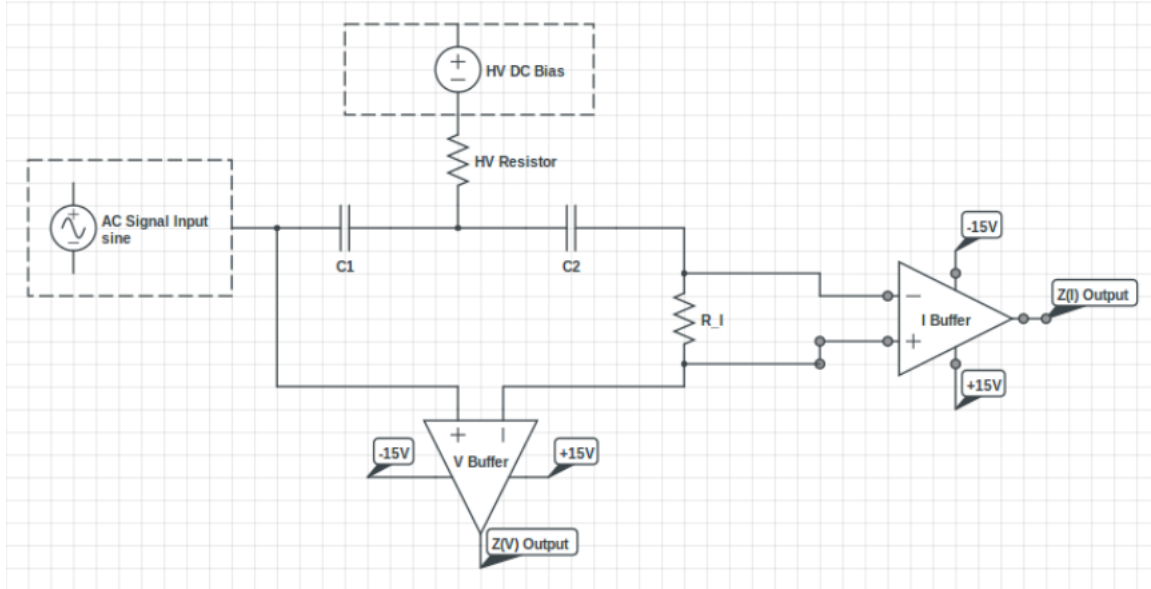 HV DC Bias
HV Resistor
AC Signal Input
sine
C1
C2
-15V
Z(I) Output
I Buffer
R_I
+15V
-15V
V Buffer
+15V
Z(V) Output